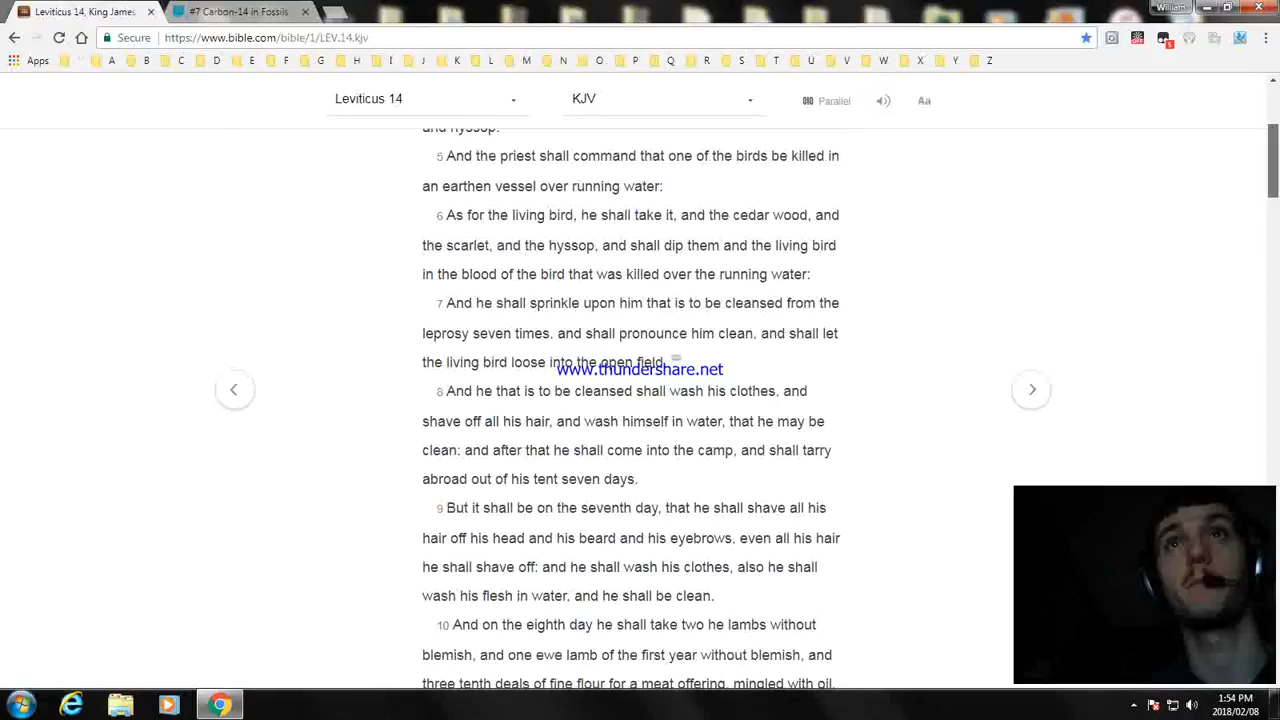 Leviticus 14, King James
#7 Carbon-14 in Fossils
William
Secure
https://www.bible.com/bible/1/LEV.14.kjv
Apps A B C D E F G H I J K L M N O P Q R S T U V W X Y Z
Leviticus 14 KJV Parallel Aa
and hyssop:
5 And the priest shall command that one of the birds be killed in
an earthen vessel over running water:
6 As for the living bird, he shall take it, and the cedar wood, and
the scarlet, and the hyssop, and shall dip them and the living bird
in the blood of the bird that was killed over the running water:
7 And he shall sprinkle upon him that is to be cleansed from the
leprosy seven times, and shall pronounce him clean, and shall let
the living bird loose into the open field.
www.thundershare.net
8 And he that is to be cleansed shall wash his clothes, and
shave off all his hair, and wash himself in water, that he may be
clean: and after that he shall come into the camp, and shall tarry
abroad out of his tent seven days.
9 But it shall be on the seventh day, that he shall shave all his
hair off his head and his beard and his eyebrows, even all his hair
he shall shave off: and he shall wash his clothes, also he shall
wash his flesh in water, and he shall be clean.
10 And on the eighth day he shall take two he lambs without
blemish, and one ewe lamb of the first year without blemish, and
three tenth deals of fine flour for a meat offering, mingled with oil,
1:54 PM
2018/02/08